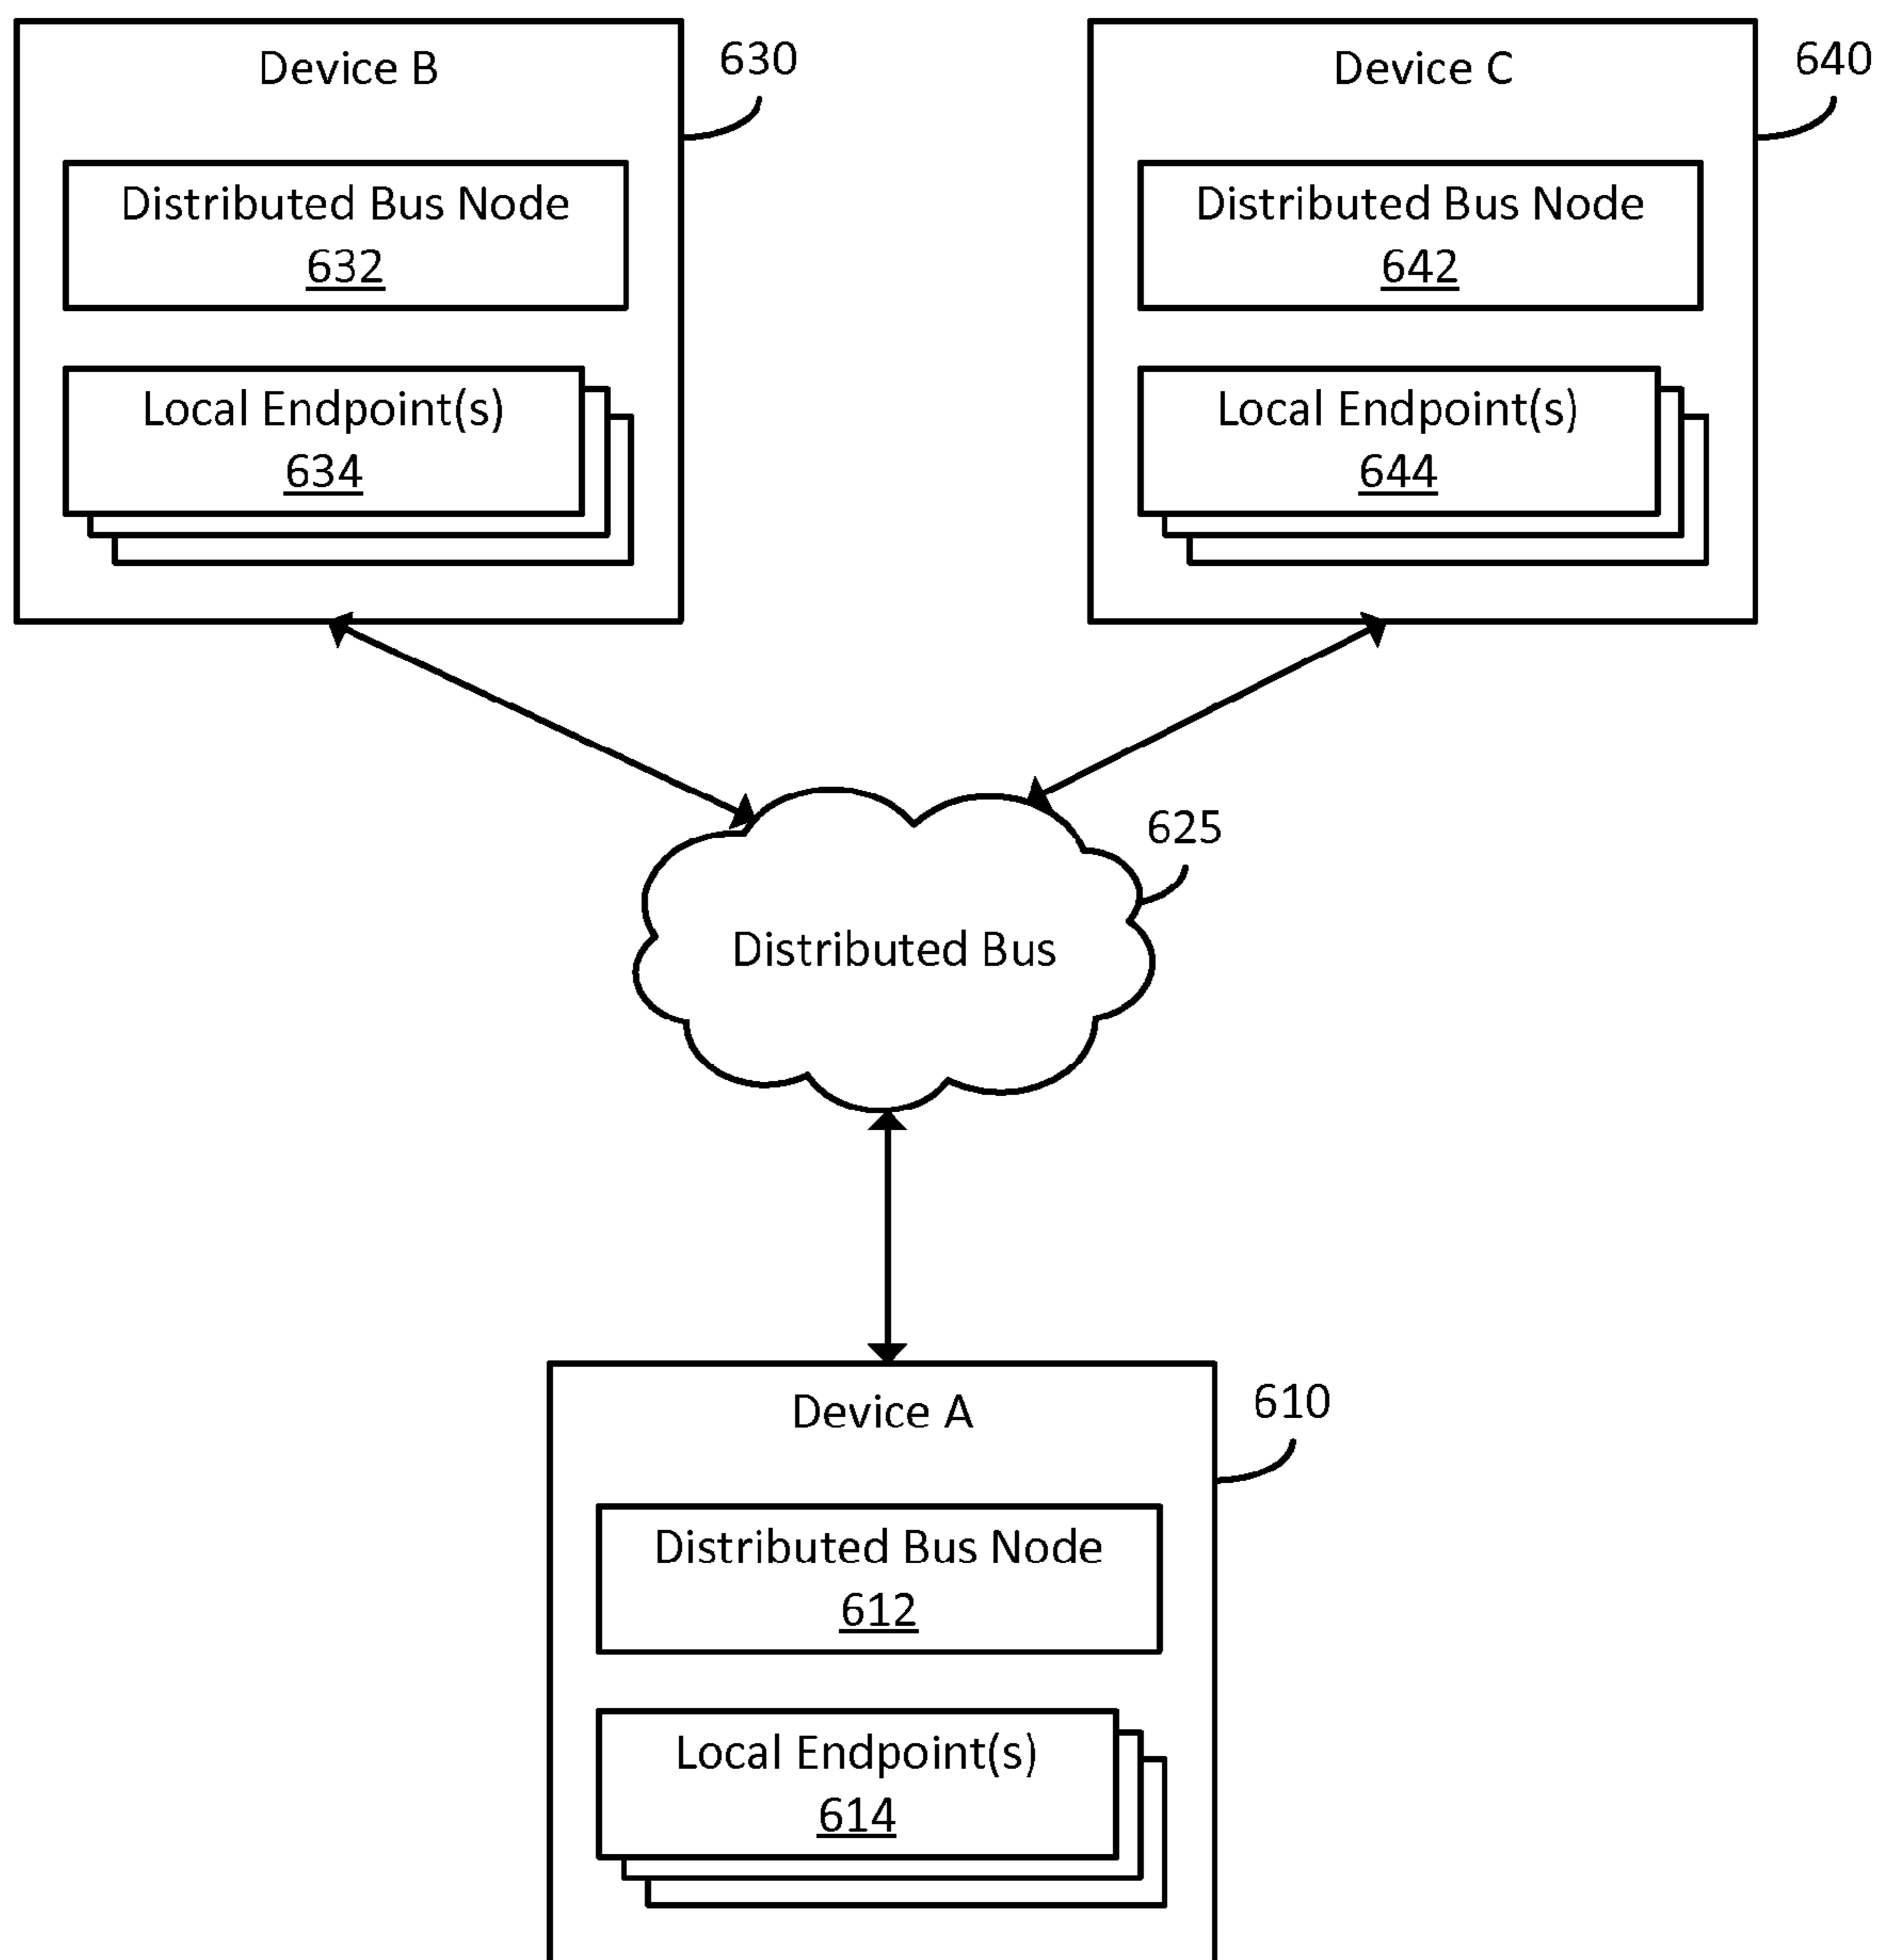 Device B
630
Distributed Bus Node
632
Local Endpoint(s)
634
Device C
640
Distributed Bus Node
642
Local Endpoint(s)
644
625
Distributed Bus
Device A
610
Distributed Bus Node
612
Local Endpoint(s)
614